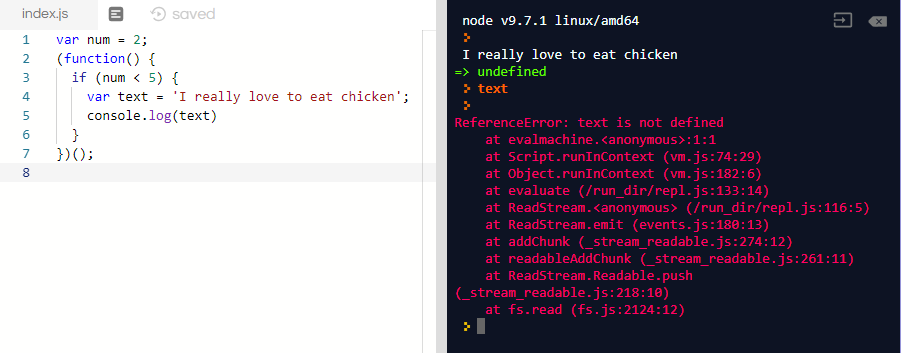 index.js saved
1 var num = 2;
2 (function() {
3 if (num < 5) {
4 var text = 'I really love to eat chicken';
5 console.log(text)
6 }
7 })();
8
node v9.7.1 linux/amd64
I really love to eat chicken
=> undefined
text
ReferenceError: text is not defined
at evalmachine.<anonymous>:1:1
at Script.runInContext (vm.js:74:29)
at Object.runInContext (vm.js:182:6)
at evaluate (/run_dir/repl.js:133:14)
at ReadStream.<anonymous> (/run_dir/repl.js:116:5)
at ReadStream.emit (events.js:180:13)
at addChunk (_stream_readable.js:274:12)
at readableAddChunk (_stream_readable.js:261:11)
at ReadStream.Readable.push
(_stream_readable.js:218:10)
at fs.read (fs.js:2124:12)